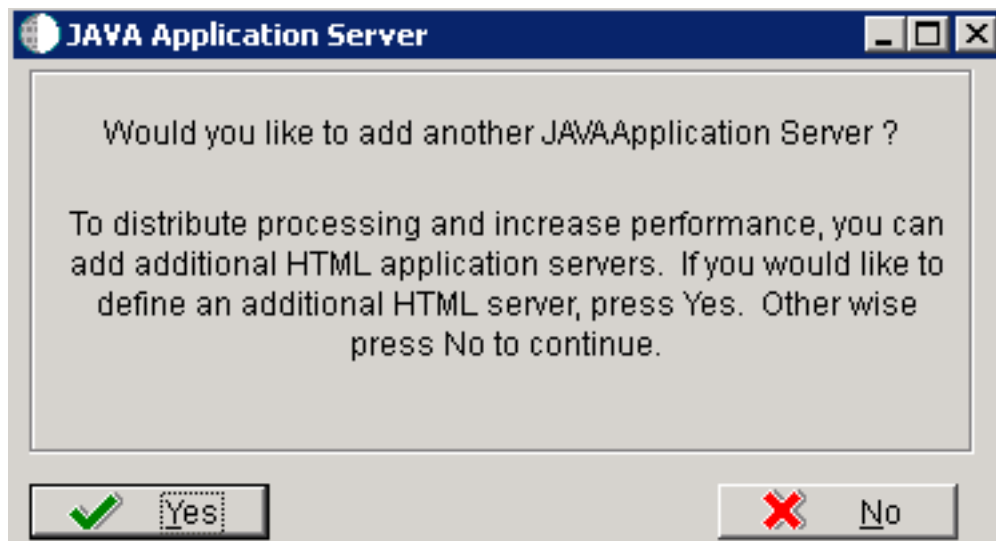 JAVA Application Server
Would you like to add another JAVAApplication Server ?
To distribute processing and increase performance, you can
add additional HTML application servers.  If you would like to
define an additional HTML server, press Yes.  Other wise
press No to continue.
Yes
No